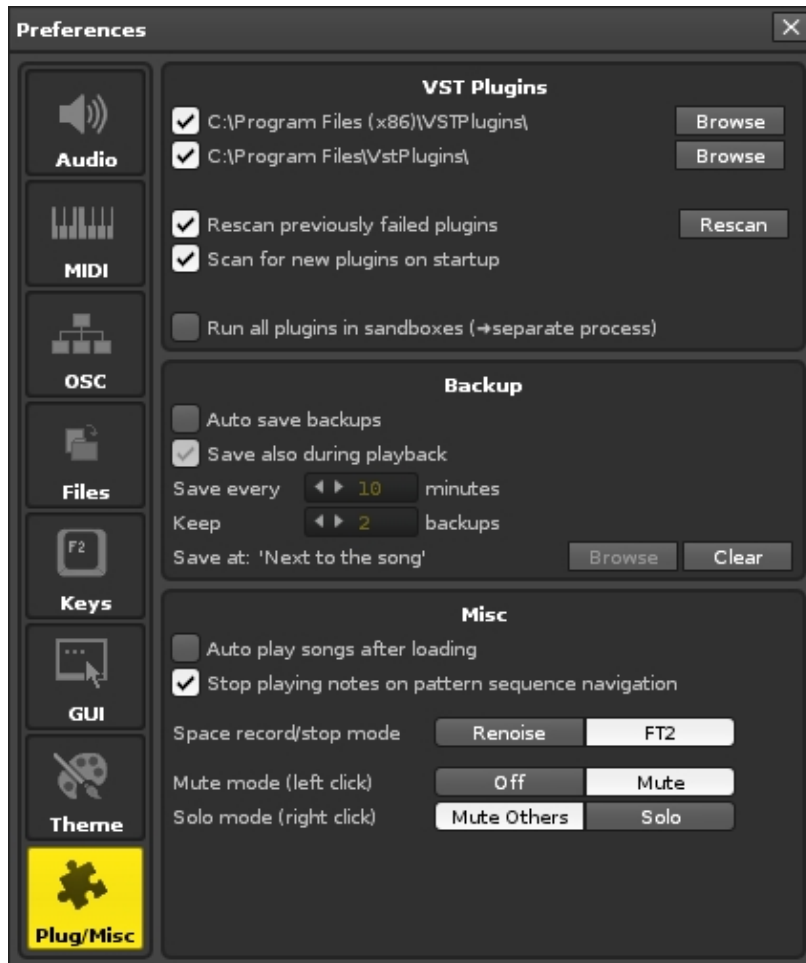 Preferences
Audio
MIDI
OSC
Files
F2
Keys
GUI
Theme
Plug/Misc
VST Plugins
C:\Program Files (x86)\VSTPlugins\ Browse
C:\Program Files\VstPlugins\ Browse
Rescan previously failed plugins Rescan
Scan for new plugins on startup
Run all plugins in sandboxes (➔separate process)
Backup
Auto save backups
Save also during playback
Save every 10 minutes
Keep 2 backups
Save at: 'Next to the song' Browse Clear
Misc
Auto play songs after loading
Stop playing notes on pattern sequence navigation
Space record/stop mode Renoise FT2
Mute mode (left click) Off Mute
Solo mode (right click) Mute Others Solo